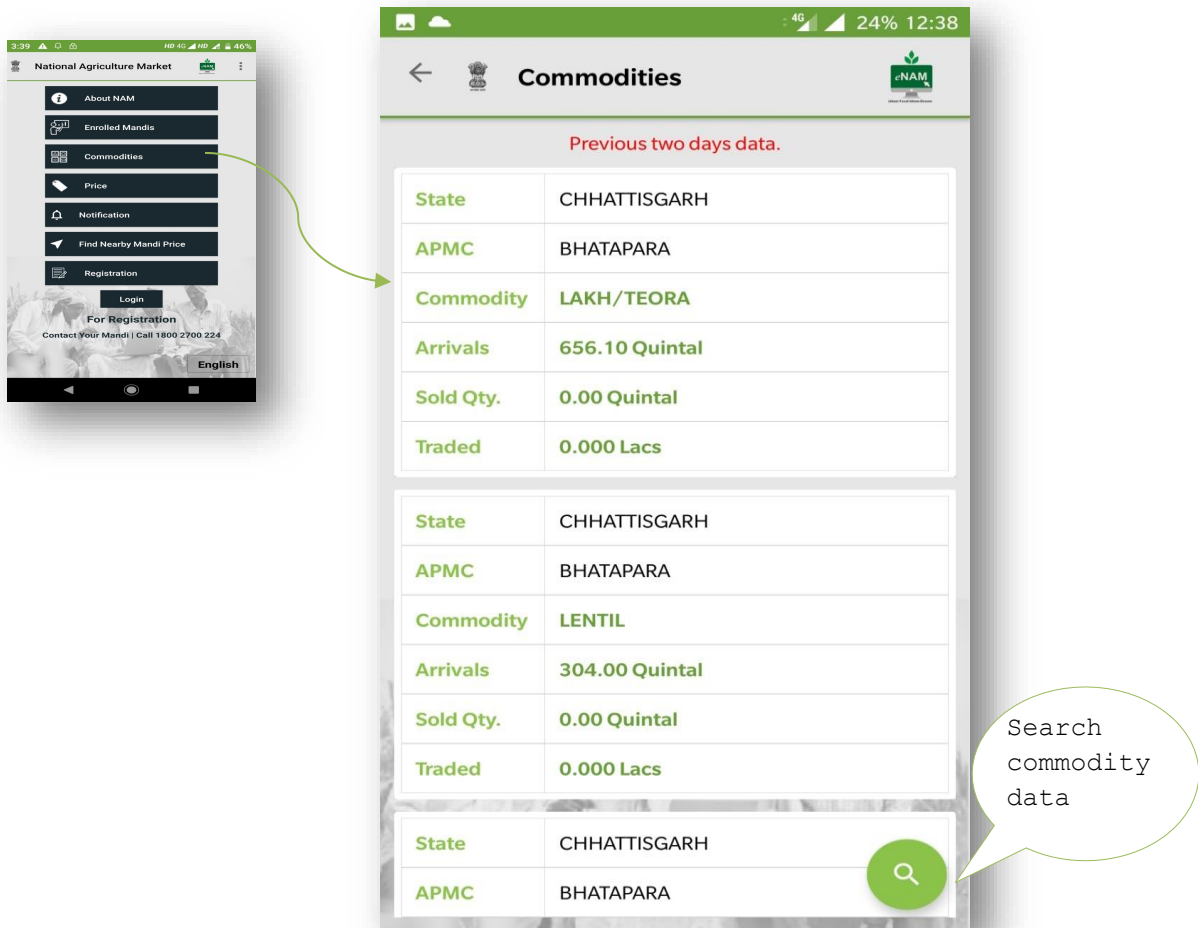 3:39 HD 4G HD 46%
National Agriculture Market
About NAM
Enrolled Mandis
Commodities
Price
Notification
Find Nearby Mandi Price
Registration
Login
For Registration
Contact Your Mandi | Call 1800 2700 224
English
4G 24% 12:38
Commodities
eNAM
Previous two days data.
State CHHATTISGARH
APMC BHATAPARA
Commodity LAKH/TEORA
Arrivals 656.10 Quintal
Sold Qty. 0.00 Quintal
Traded 0.000 Lacs
State CHHATTISGARH
APMC BHATAPARA
Commodity LENTIL
Arrivals 304.00 Quintal
Sold Qty. 0.00 Quintal
Traded 0.000 Lacs
State CHHATTISGARH
APMC BHATAPARA
Search
commodity
data